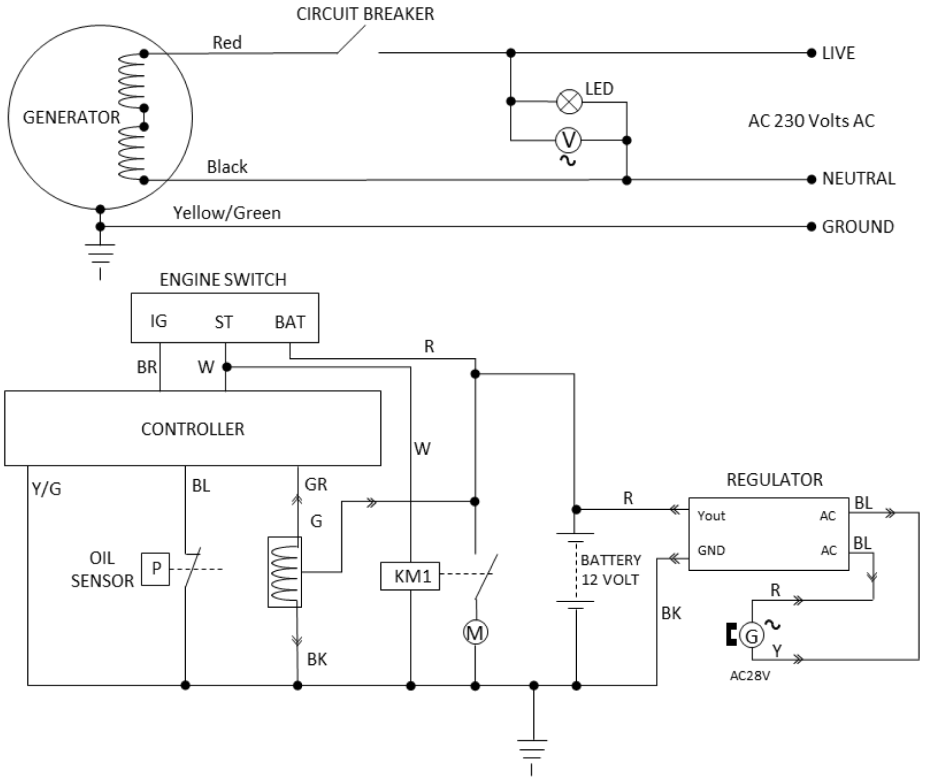 CIRCUIT BREAKER
Red
LIVE
LED
GENERATOR
AC 230 Volts AC
V
Black
NEUTRAL
Yellow/Green
GROUND
ENGINE SWITCH
IG ST BAT
BR W R
CONTROLLER
W
Y/G BL GR
REGULATOR
R
Yout AC BL
G
GND AC BL
OIL
SENSOR
P
KM1
BATTERY
12 VOLT
R
BK
M
G
Y
BK
AC28V